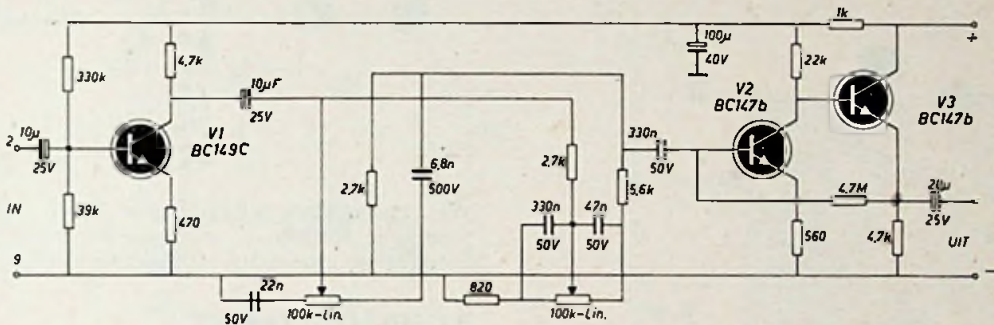 330k
4,7k
10µF
25V
2
10µ
25V
V1
BC149C
IN
39k
470
9
22n
50V
100k-Lin.
2,7k
6,8n
500V
2,7k
330n
50V
47n
50V
5,6k
820
100k-Lin.
330n
50V
100µ
40V
22k
1k
+
V2
BC147b
V3
BC147b
4,7M
25V
560
4,7k
UIT
-